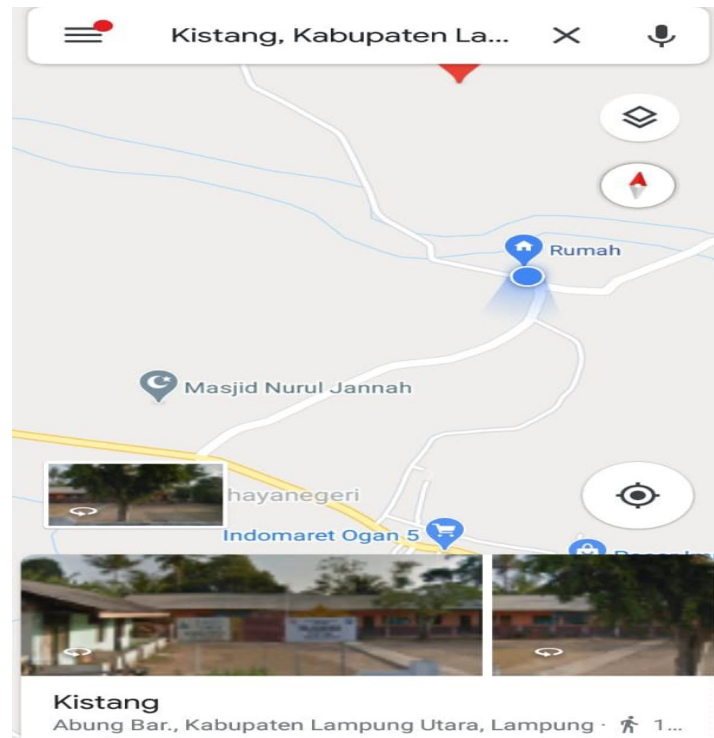 Kistang, Kabupaten La...
Rumah
Masjid Nurul Jannah
hayanegeri
Indomaret Ogan 5
Kistang
Abung Bar., Kabupaten Lampung Utara, Lampung · 1...